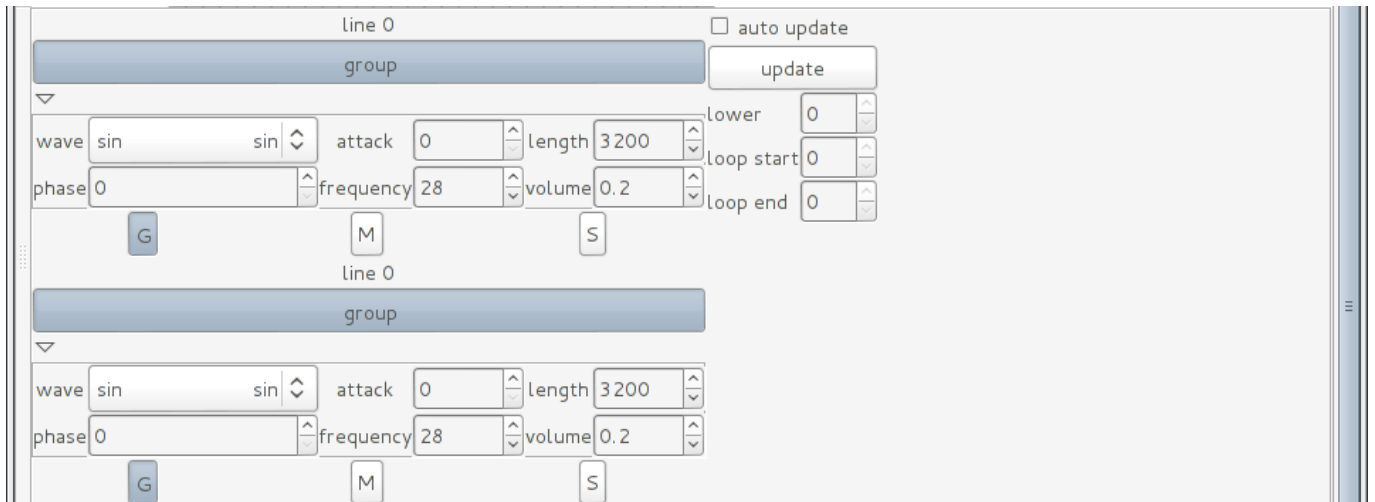 line 0
group
wave sin sin attack 0 length 3200
phase 0 frequency 28 volume 0.2
G M S
line 0
group
wave sin sin attack 0 length 3200
phase 0 frequency 28 volume 0.2
G M S
auto update
update
lower 0
loop start 0
loop end 0